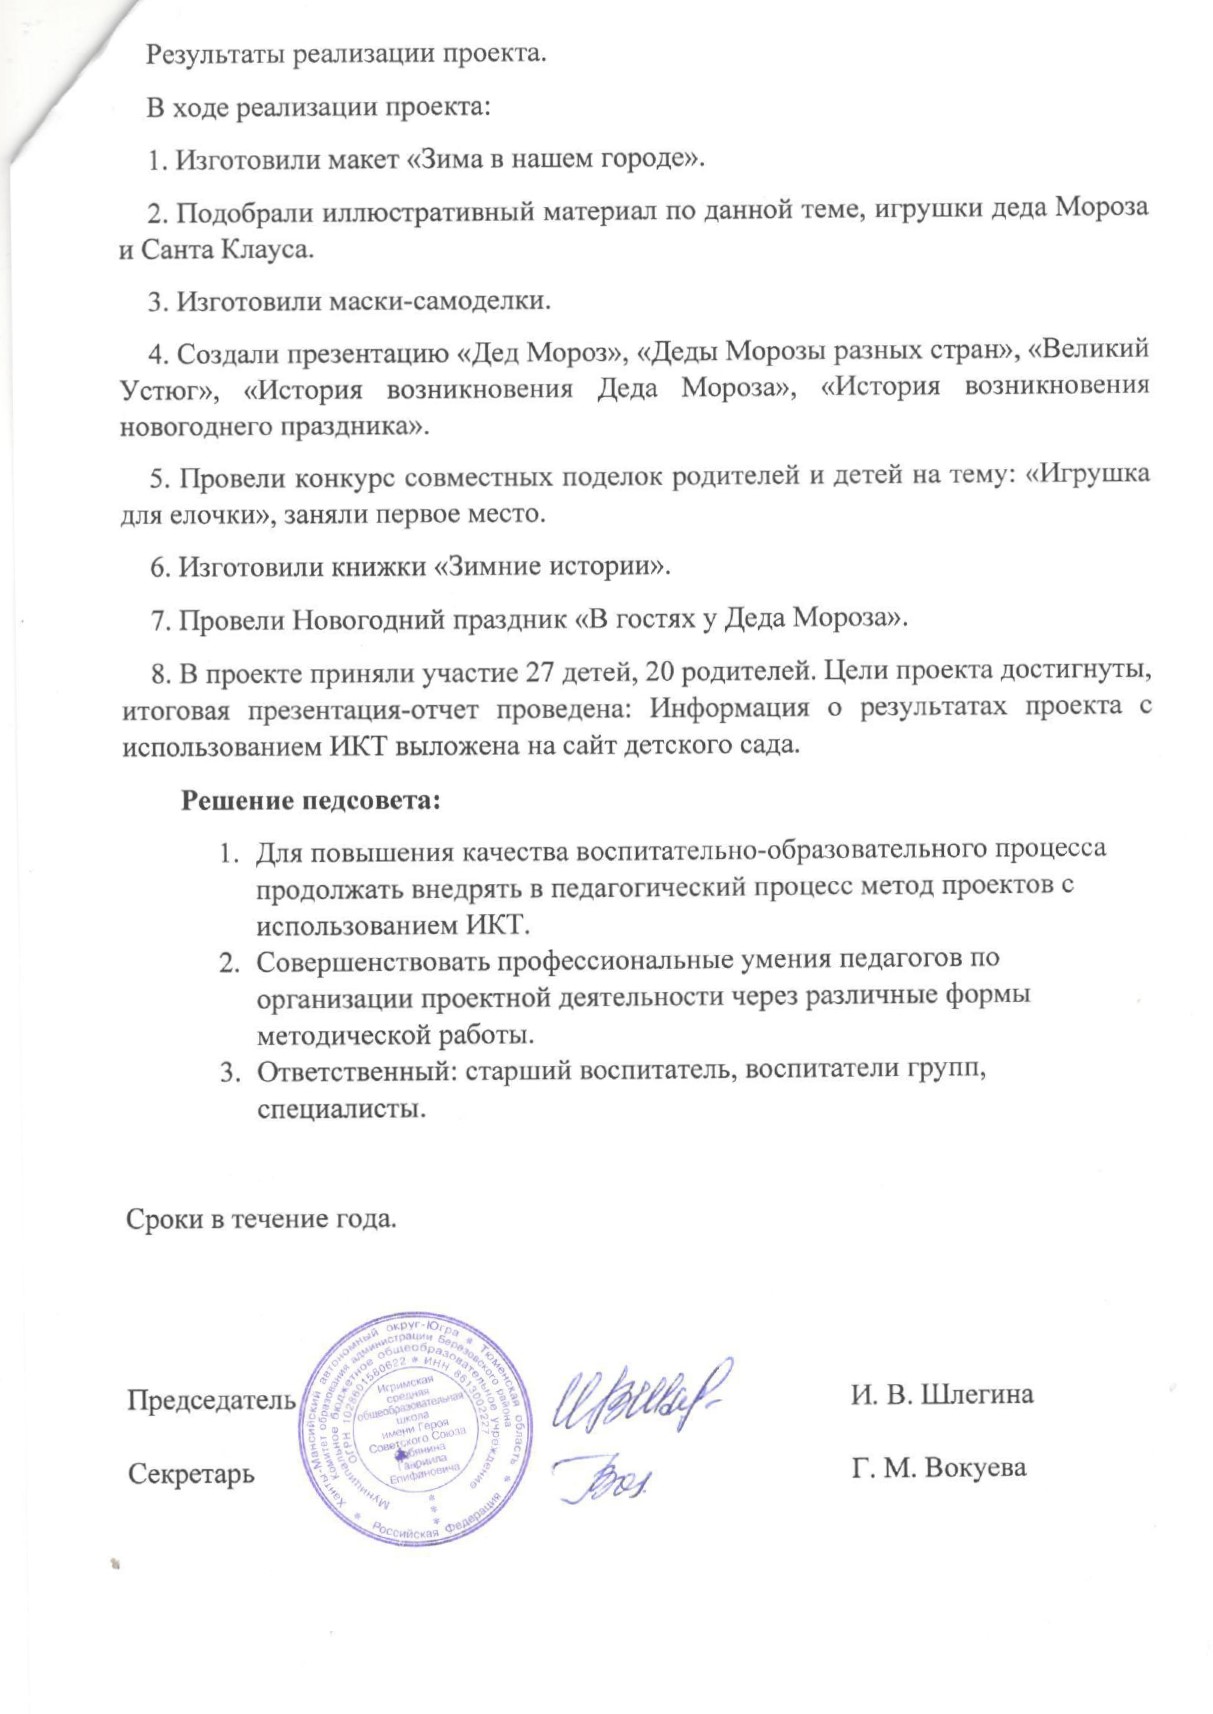 Результаты реализации проекта.
В ходе реализации проекта:
1. Изготовили макет «Зима в нашем городе».
2. Подобрали иллюстративный материал по данной теме, игрушки деда Мороза
и Санта Клауса.
3. Изготовили маски-самоделки.
4. Создали презентацию «Дед Мороз», «Деды Морозы разных стран», «Великий
Устюг», «История возникновения Деда Мороза», «История возникновения
новогоднего праздника».
5. Провели конкурс совместных поделок родителей и детей на тему: «Игрушка
для елочки», заняли первое место.
6. Изготовили книжки «Зимние истории».
7. Провели Новогодний праздник «В гостях у Деда Мороза».
8. В проекте приняли участие 27 детей, 20 родителей. Цели проекта достигнуты,
итоговая презентация-отчет проведена: Информация о результатах проекта с
использованием ИКТ выложена на сайт детского сада.
Решение педсовета:
1. Для повышения качества воспитательно-образовательного процесса
продолжать внедрять в педагогический процесс метод проектов с
использованием ИКТ.
2. Совершенствовать профессиональные умения педагогов по
организации проектной деятельности через различные формы
методической работы.
3. Ответственный: старший воспитатель, воспитатели групп,
специалисты.
Сроки в течение года.
Председатель И. В. Шлегина
Секретарь Г. М. Вокуева
Ханты-Мансийский автономный округ-Югра * Тюменская область * Российская Федерация *
Комитет образования администрации Березовского района
Муниципальное бюджетное общеобразовательное учреждение
ОГРН 1028601580622 * ИНН 8613002227
Игримская
средняя
общеобразовательная
школа
имени Героя
Советского Союза
Гавриила
Епифановича